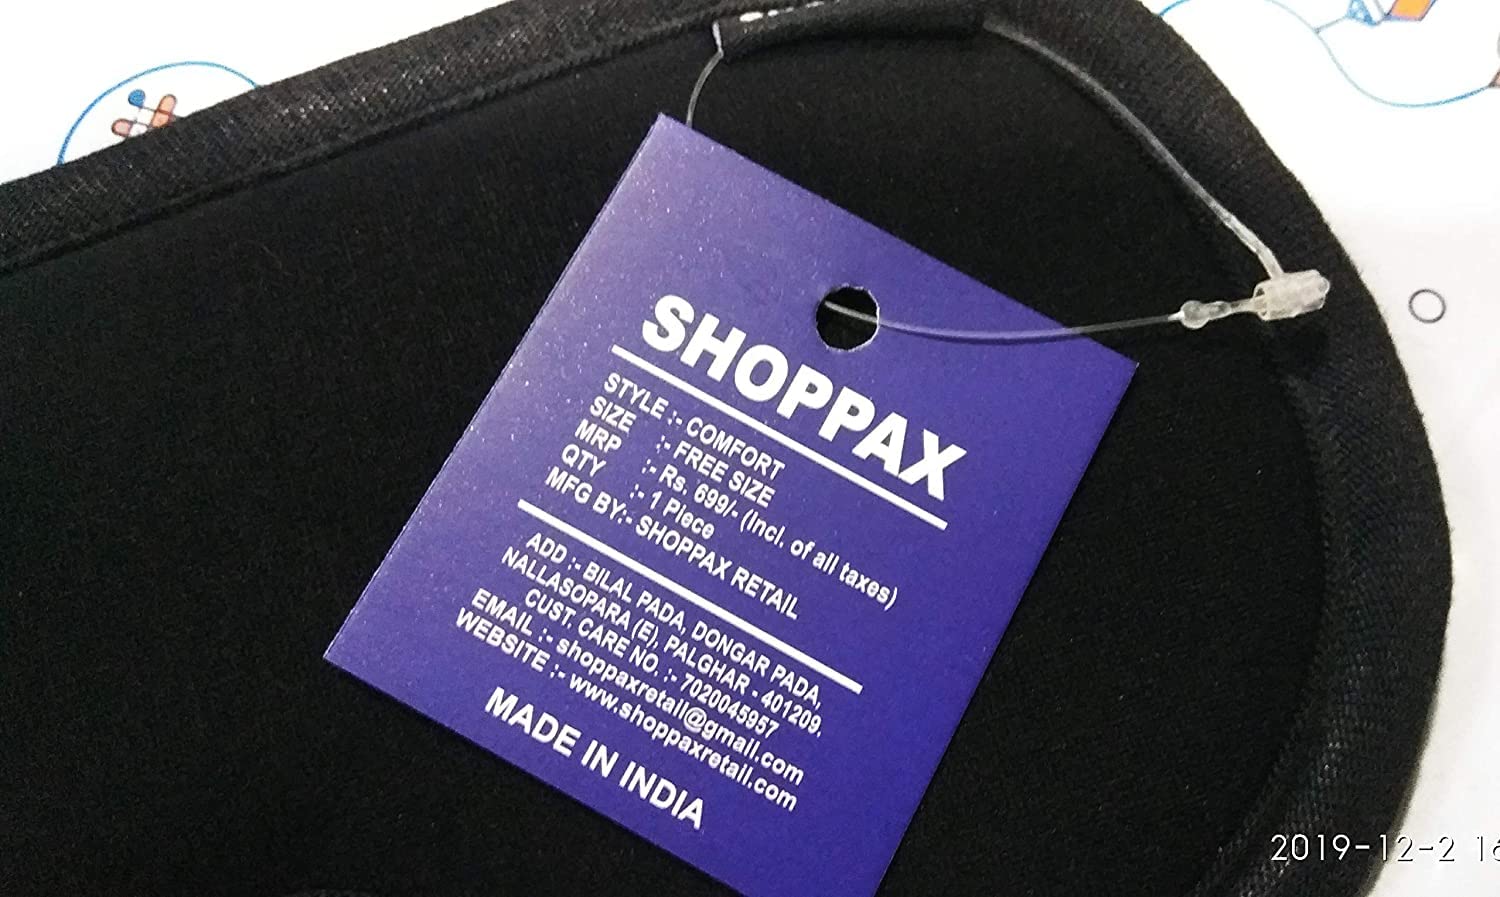 SHOPPAX
STYLE :- COMFORT
SIZE :- FREE SIZE
MRP :- Rs. 699/- (Incl. of all taxes)
QTY :- 1 Piece
MFG BY:- SHOPPAX RETAIL
ADD :- BILAL PADA, DONGAR PADA,
NALLASOPARA (E), PALGHAR - 401209.
CUST. CARE NO. :- 7020045957
EMAIL :- shoppaxretail@gmail.com
WEBSITE :- www.shoppaxretail.com
MADE IN INDIA
2019-12-2 16